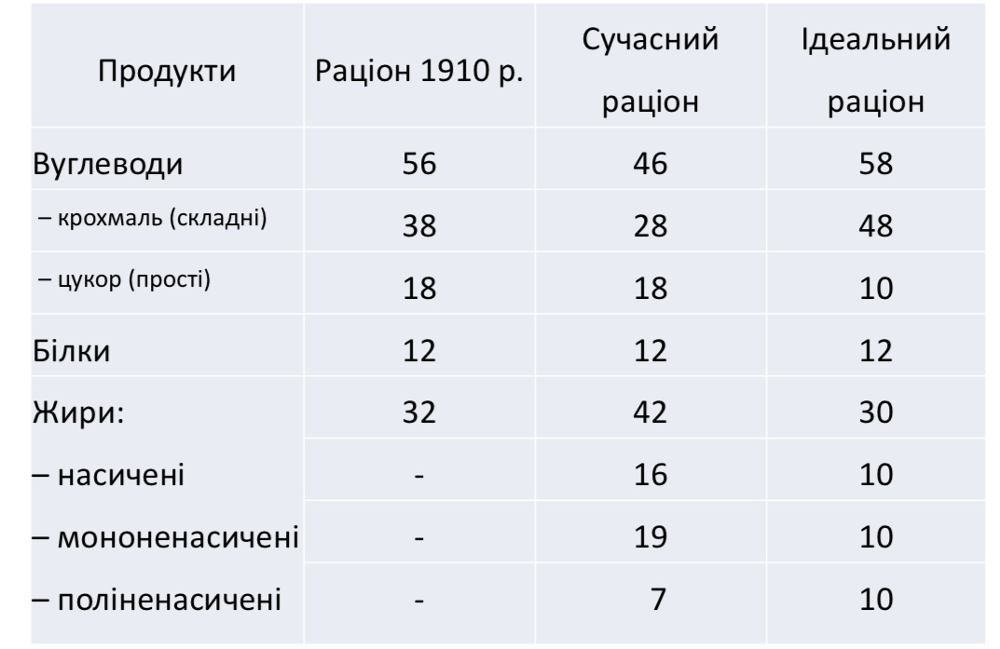 Продукти Раціон 1910 р. Сучасний раціон Ідеальний раціон
Вуглеводи 56 46 58
– крохмаль (складні) 38 28 48
– цукор (прості) 18 18 10
Білки 12 12 12
Жири: 32 42 30
– насичені - 16 10
– мононенасичені - 19 10
– поліненасичені - 7 10